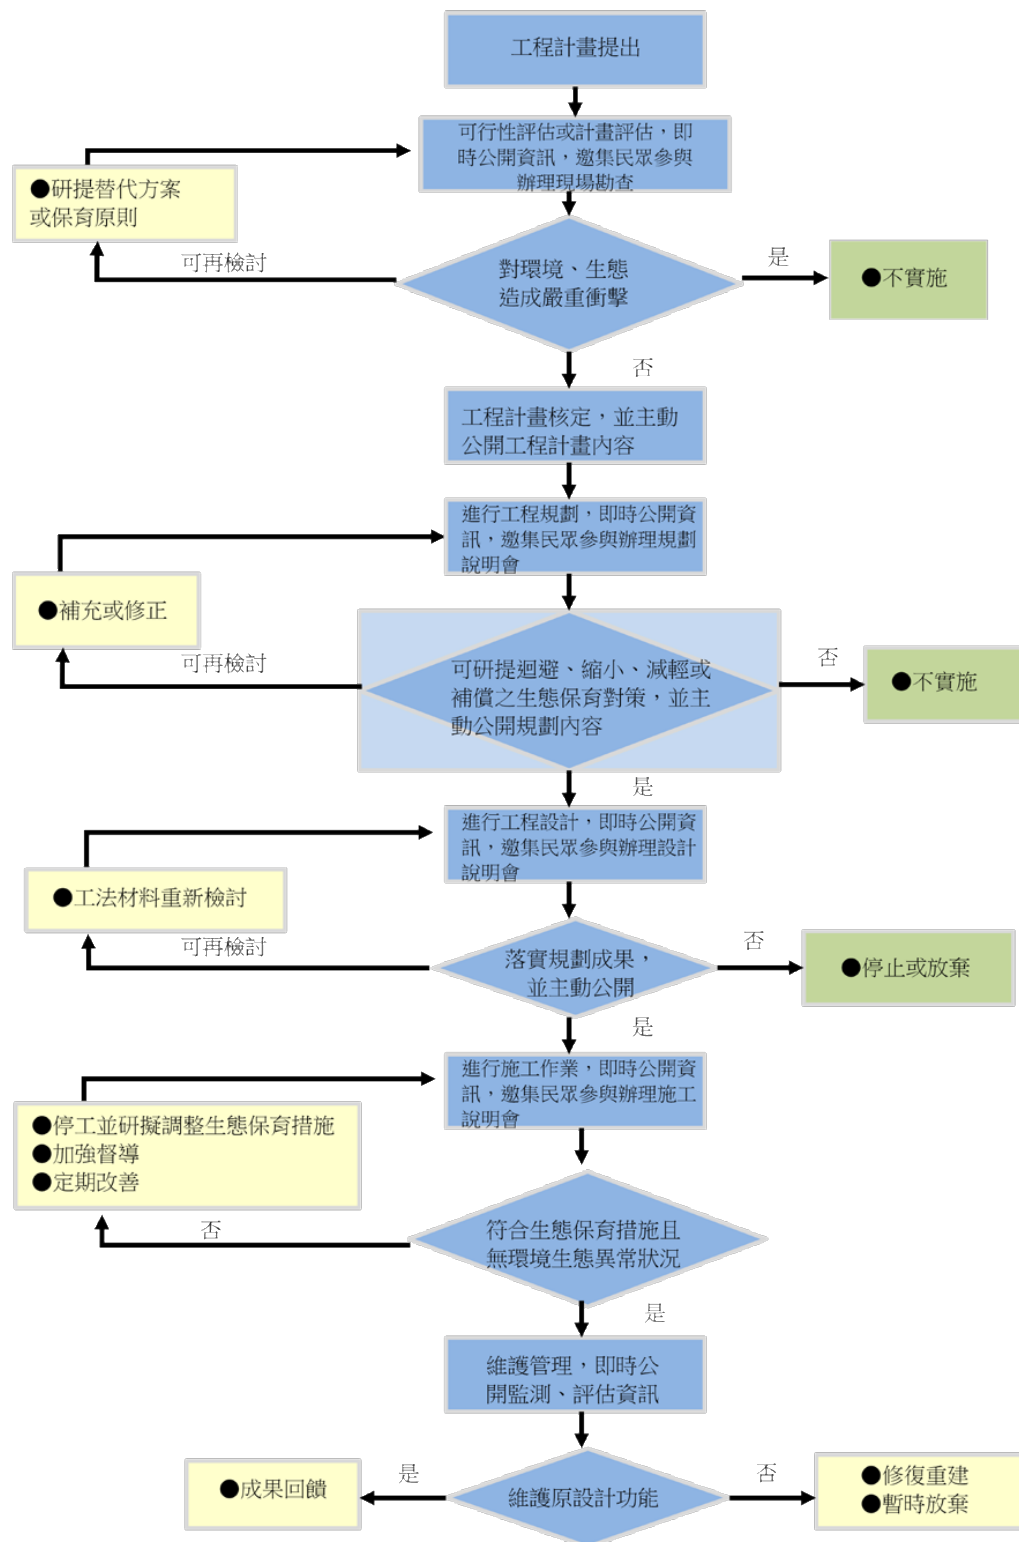 工程計畫提出
可行性評估或計畫評估，即
時公開資訊，邀集民眾參與
辦理現場勘查
●研提替代方案
或保育原則
可再檢討
對環境、生態
造成嚴重衝擊
是
●不實施
否
工程計畫核定，並主動
公開工程計畫內容
進行工程規劃，即時公開資
訊，邀集民眾參與辦理規劃
說明會
●補充或修正
可再檢討
可研提迴避、縮小、減輕或
補償之生態保育對策，並主
動公開規劃內容
否
●不實施
是
進行工程設計，即時公開資
訊，邀集民眾參與辦理設計
說明會
●工法材料重新檢討
可再檢討
落實規劃成果，
並主動公開
否
●停止或放棄
是
進行施工作業，即時公開資
訊，邀集民眾參與辦理施工
說明會
●停工並研擬調整生態保育措施
●加強督導
●定期改善
否
符合生態保育措施且
無環境生態異常狀況
是
維護管理，即時公
開監測、評估資訊
●成果回饋
是
維護原設計功能
否
●修復重建
●暫時放棄